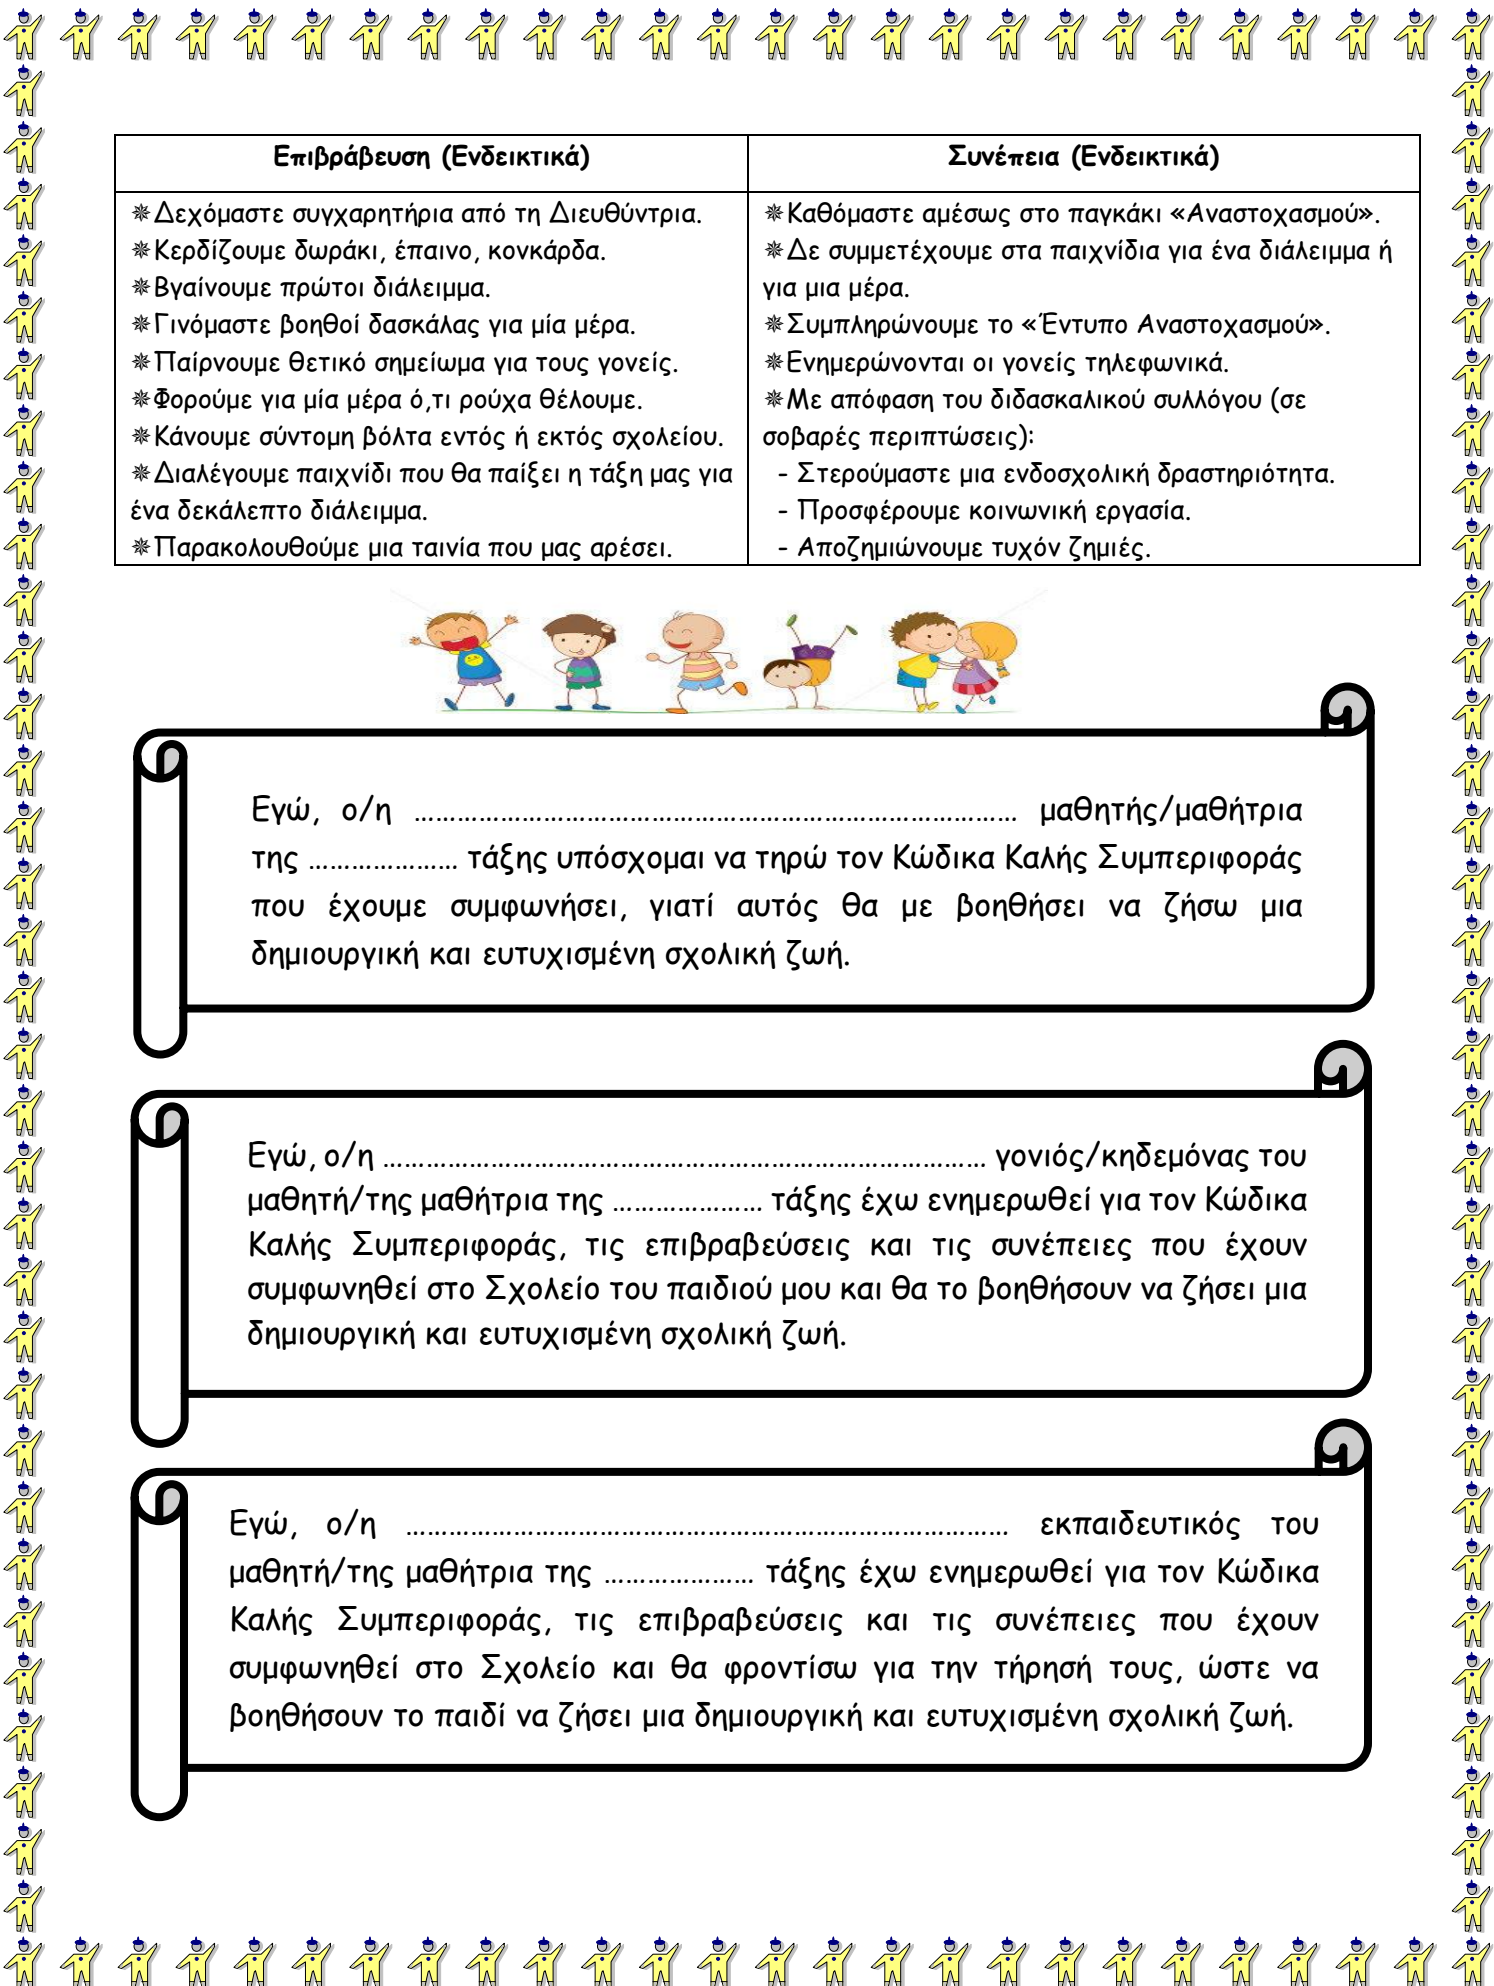 Επιβράβευση (Ενδεικτικά)
✵Δεχόμαστε συγχαρητήρια από τη Διευθύντρια.
✵Κερδίζουμε δωράκι, έπαινο, κονκάρδα.
✵Βγαίνουμε πρώτοι διάλειμμα.
✵Γινόμαστε βοηθοί δασκάλας για μία μέρα.
✵Παίρνουμε θετικό σημείωμα για τους γονείς.
✵Φορούμε για μία μέρα ό,τι ρούχα θέλουμε.
✵Κάνουμε σύντομη βόλτα εντός ή εκτός σχολείου.
✵Διαλέγουμε παιχνίδι που θα παίξει η τάξη μας για
ένα δεκάλεπτο διάλειμμα.
✵Παρακολουθούμε μια ταινία που μας αρέσει.
Συνέπεια (Ενδεικτικά)
✵Καθόμαστε αμέσως στο παγκάκι «Αναστοχασμού».
✵Δε συμμετέχουμε στα παιχνίδια για ένα διάλειμμα ή
για μια μέρα.
✵Συμπληρώνουμε το «Έντυπο Αναστοχασμού».
✵Ενημερώνονται οι γονείς τηλεφωνικά.
✵Με απόφαση του διδασκαλικού συλλόγου (σε
σοβαρές περιπτώσεις):
- Στερούμαστε μια ενδοσχολική δραστηριότητα.
- Προσφέρουμε κοινωνική εργασία.
- Αποζημιώνουμε τυχόν ζημιές.
Εγώ, ο/η ………………………………………………………………………… μαθητής/μαθήτρια
της ………………… τάξης υπόσχομαι να τηρώ τον Κώδικα Καλής Συμπεριφοράς
που έχουμε συμφωνήσει, γιατί αυτός θα με βοηθήσει να ζήσω μια
δημιουργική και ευτυχισμένη σχολική ζωή.
Εγώ, ο/η ………………………………………………………………………… γονιός/κηδεμόνας του
μαθητή/της μαθήτρια της ………………… τάξης έχω ενημερωθεί για τον Κώδικα
Καλής Συμπεριφοράς, τις επιβραβεύσεις και τις συνέπειες που έχουν
συμφωνηθεί στο Σχολείο του παιδιού μου και θα το βοηθήσουν να ζήσει μια
δημιουργική και ευτυχισμένη σχολική ζωή.
Εγώ, ο/η ………………………………………………………………………… εκπαιδευτικός του
μαθητή/της μαθήτρια της ………………… τάξης έχω ενημερωθεί για τον Κώδικα
Καλής Συμπεριφοράς, τις επιβραβεύσεις και τις συνέπειες που έχουν
συμφωνηθεί στο Σχολείο και θα φροντίσω για την τήρησή τους, ώστε να
βοηθήσουν το παιδί να ζήσει μια δημιουργική και ευτυχισμένη σχολική ζωή.